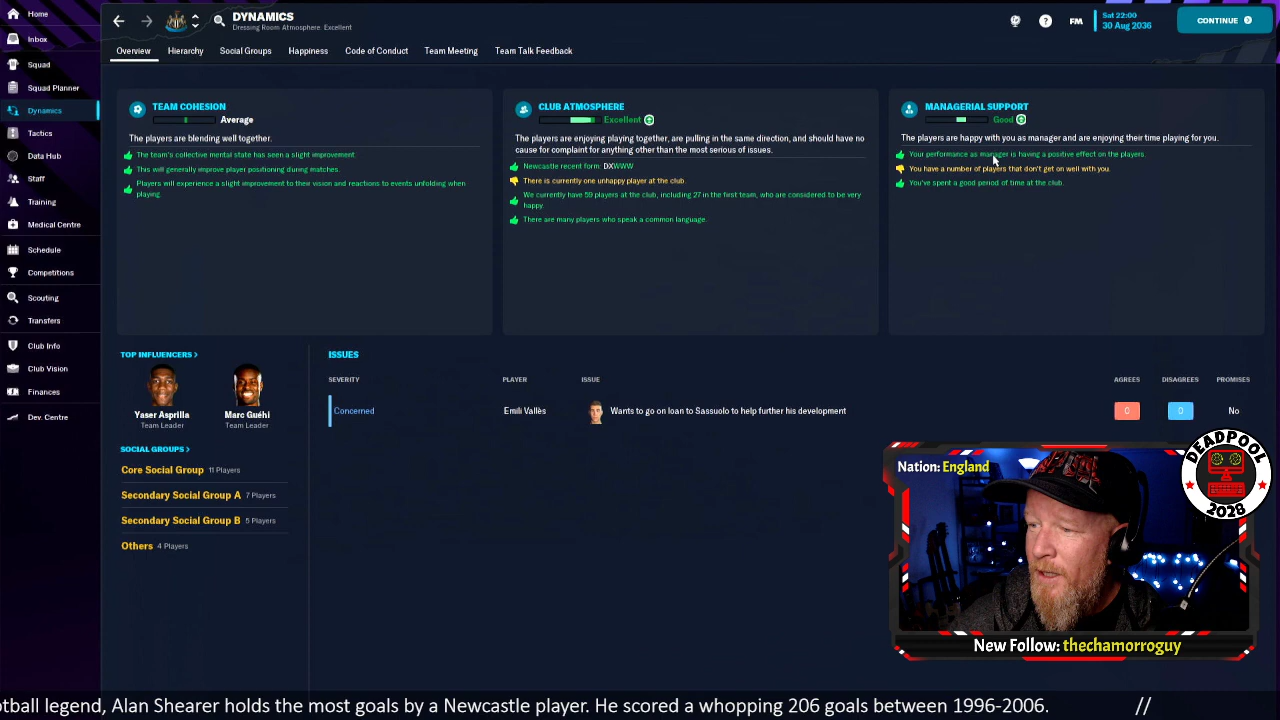 Home
Inbox
Squad
Squad Planner
Dynamics
Tactics
Data Hub
Staff
Training
Medical Centre
Schedule
Competitions
Scouting
Transfers
Club Info
Club Vision
Finances
Dev. Centre
DYNAMICS
Dressing Room Atmosphere: Excellent
FM
Sat 22:00
30 Aug 2036
CONTINUE
Overview
Hierarchy
Social Groups
Happiness
Code of Conduct
Team Meeting
Team Talk Feedback
TEAM COHESION
Average
The players are blending well together.
The team's collective mental state has seen a slight improvement.
This will generally improve player positioning during matches.
Players will experience a slight improvement to their vision and reactions to events unfolding when
playing.
CLUB ATMOSPHERE
Excellent
The players are enjoying playing together, are pulling in the same direction, and should have no
cause for complaint for anything other than the most serious of issues.
Newcastle recent form: DXWWW
There is currently one unhappy player at the club.
We currently have 59 players at the club, including 27 in the first team, who are considered to be very
happy.
There are many players who speak a common language.
MANAGERIAL SUPPORT
Good
The players are happy with you as manager and are enjoying their time playing for you.
Your performance as manager is having a positive effect on the players.
You have a number of players that don't get on well with you.
You've spent a good period of time at the club.
TOP INFLUENCERS >
Yaser Asprilla
Team Leader
Marc Guéhi
Team Leader
SOCIAL GROUPS >
Core Social Group 11 Players
Secondary Social Group A 7 Players
Secondary Social Group B 5 Players
Others 4 Players
ISSUES
SEVERITY PLAYER ISSUE AGREES DISAGREES PROMISES
Concerned Emili Vallès Wants to go on loan to Sassuolo to help further his development 0 0 No
Nation: England
DEADPOOL
2028
New Follow: thechamorroguy
otball legend, Alan Shearer holds the most goals by a Newcastle player. He scored a whopping 206 goals between 1996-2006. //